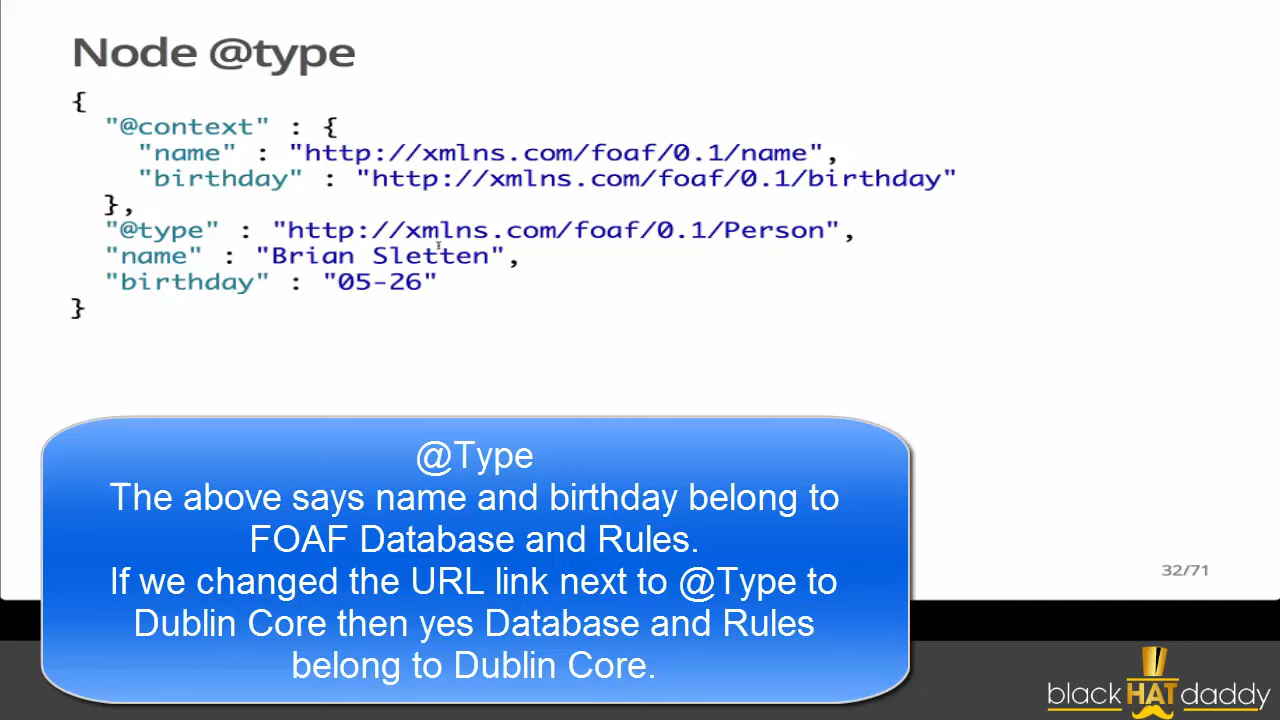 Node @type
{
"@context" : {
"name" : "http://xmlns.com/foaf/0.1/name",
"birthday" : "http://xmlns.com/foaf/0.1/birthday"
},
"@type" : "http://xmlns.com/foaf/0.1/Person",
"name" : "Brian Sletten",
"birthday" : "05-26"
}
@Type
The above says name and birthday belong to
FOAF Database and Rules.
If we changed the URL link next to @Type to
Dublin Core then yes Database and Rules
belong to Dublin Core.
32/71
blackHATdaddy